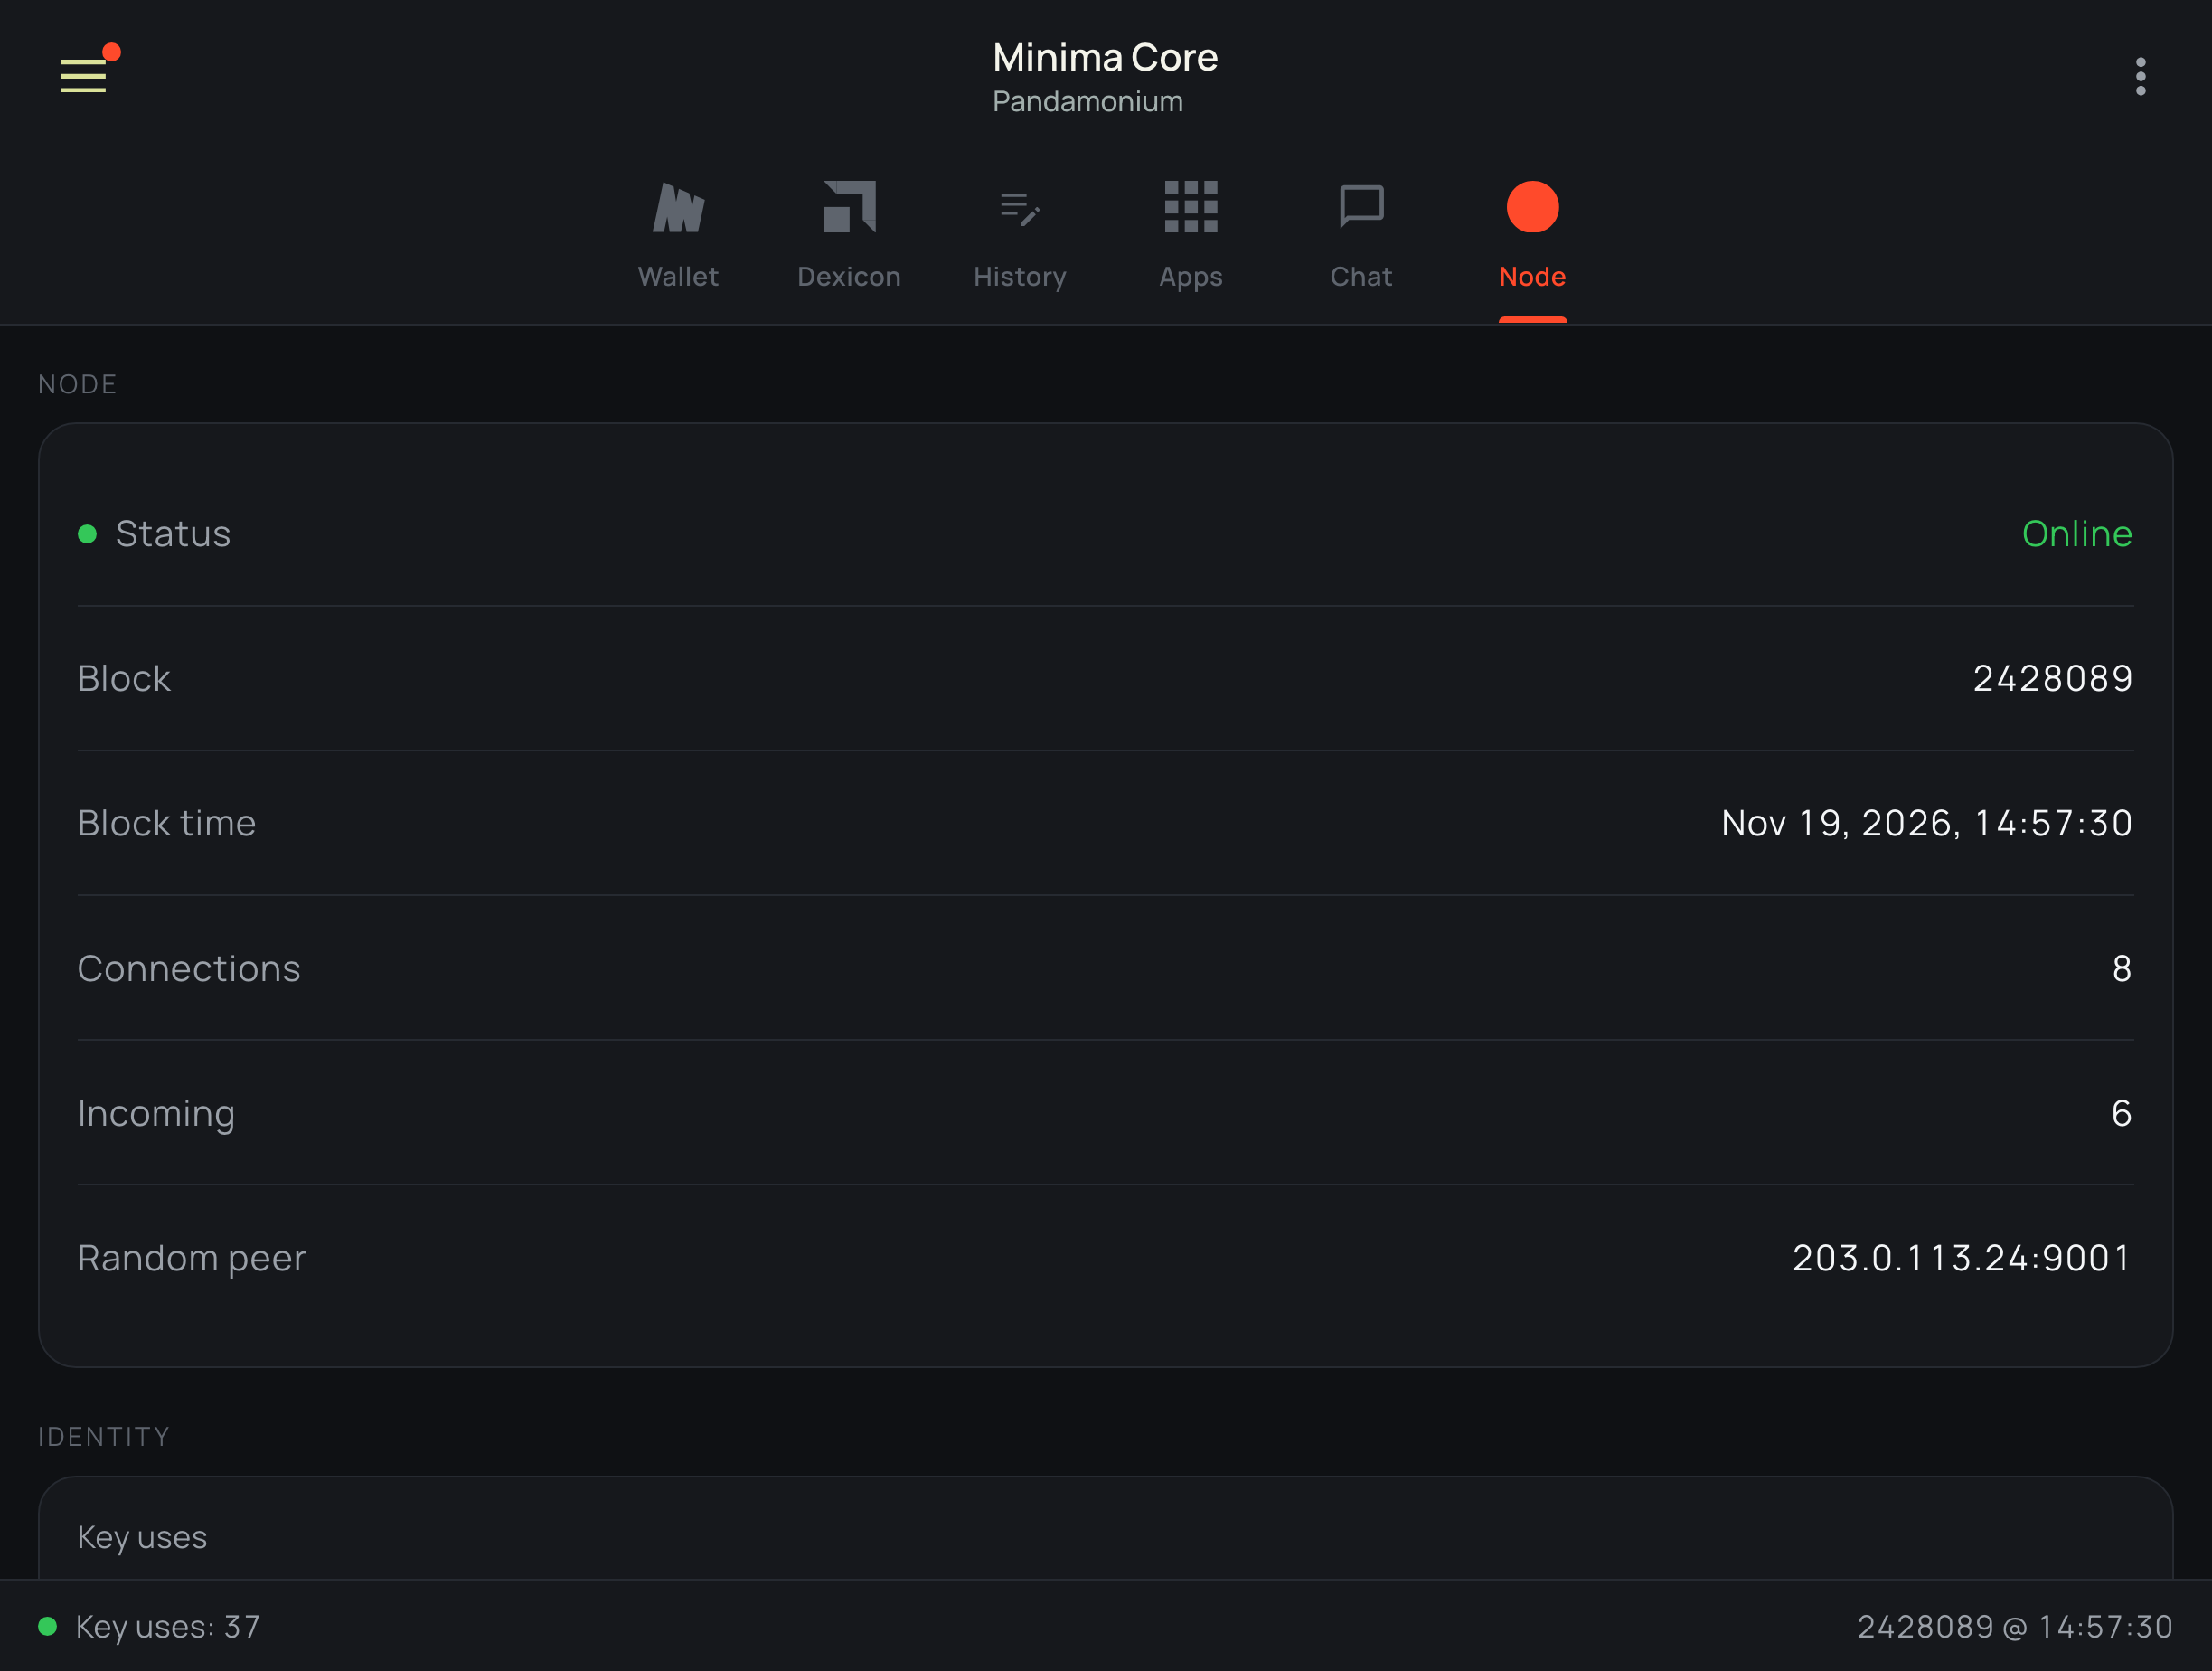 Minima Core
Pandamonium
Wallet Dexicon History Apps Chat Node
NODE
Status Online
Block 2428089
Block time Nov 19, 2026, 14:57:30
Connections 8
Incoming 6
Random peer 203.0.113.24:9001
IDENTITY
Key uses
Key uses: 37 2428089 @ 14:57:30